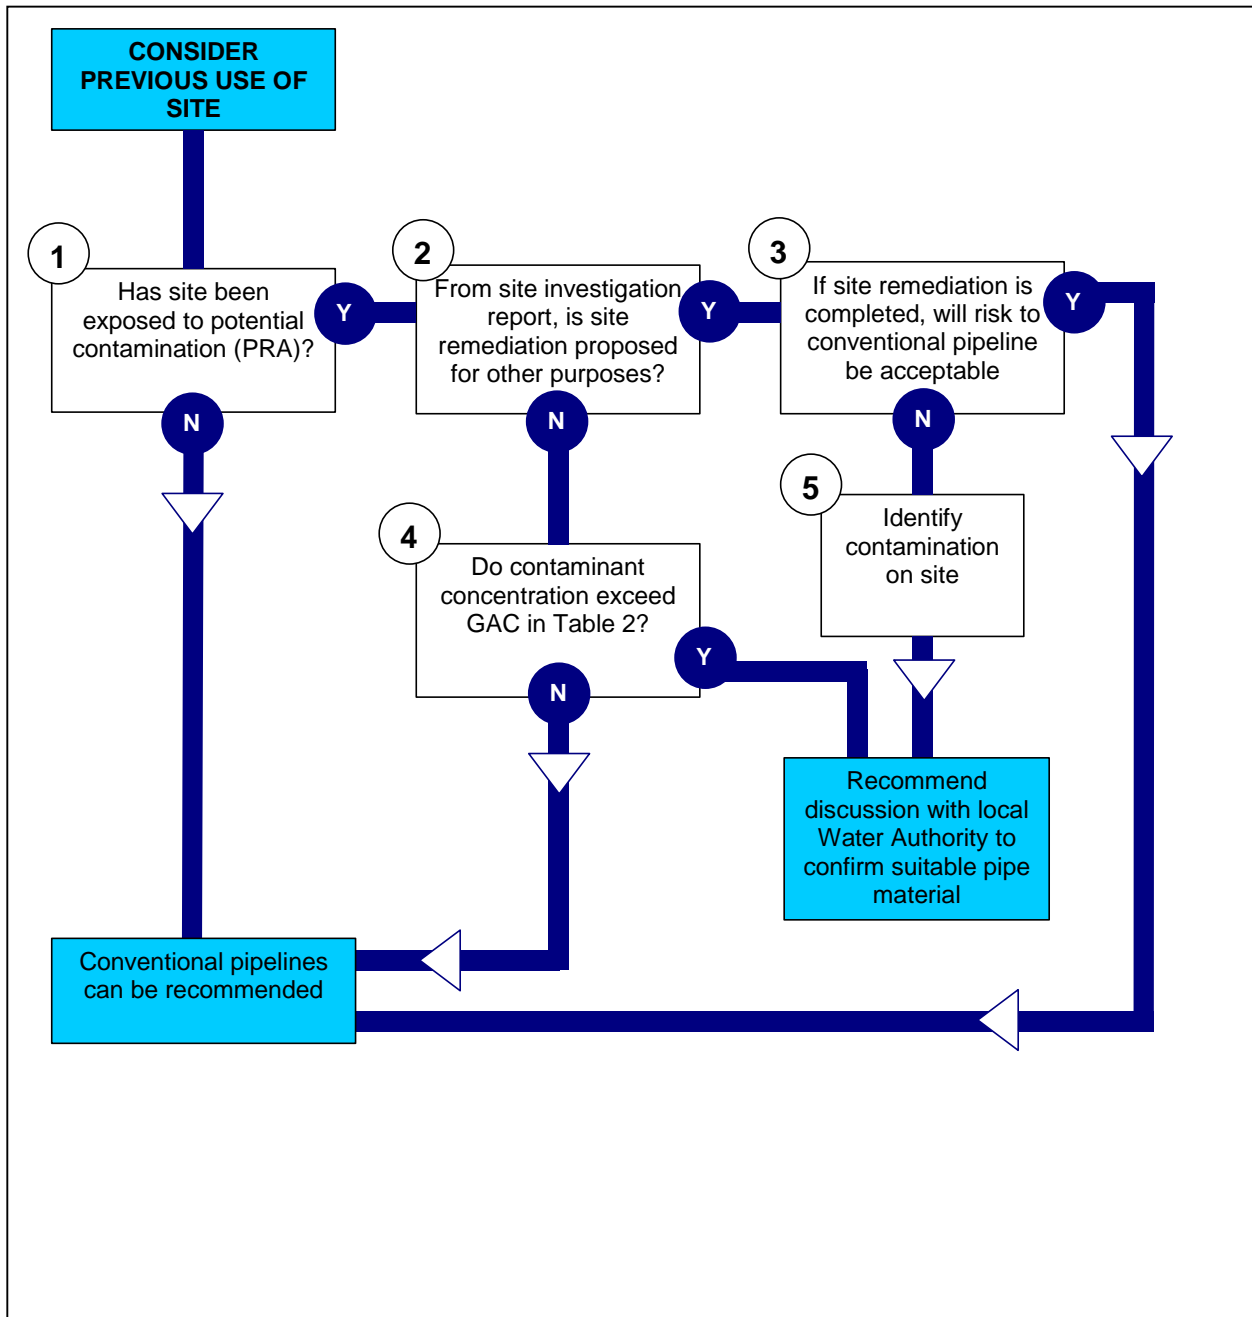 CONSIDER
PREVIOUS USE OF
SITE
1
Has site been
exposed to potential
contamination (PRA)?
Y
N
2
From site investigation
report, is site
remediation proposed
for other purposes?
Y
N
3
If site remediation is
completed, will risk to
conventional pipeline
be acceptable
Y
N
4
Do contaminant
concentration exceed
GAC in Table 2?
Y
N
5
Identify
contamination
on site
Recommend
discussion with local
Water Authority to
confirm suitable pipe
material
Conventional pipelines
can be recommended